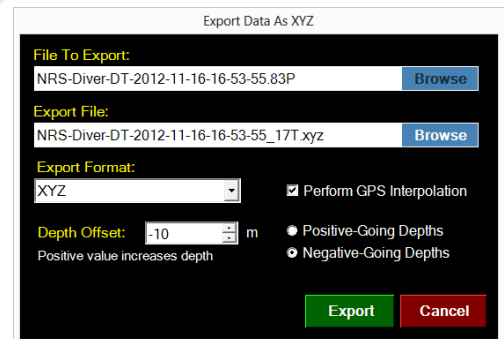 Export Data As XYZ
File To Export:
NRS-Diver-DT-2012-11-16-16-53-55.83P
Browse
Export File:
NRS-Diver-DT-2012-11-16-16-53-55_17T.xyz
Browse
Export Format:
XYZ
Perform GPS Interpolation
Depth Offset:
-10
m
Positive-Going Depths
Positive value increases depth
Negative-Going Depths
Export
Cancel